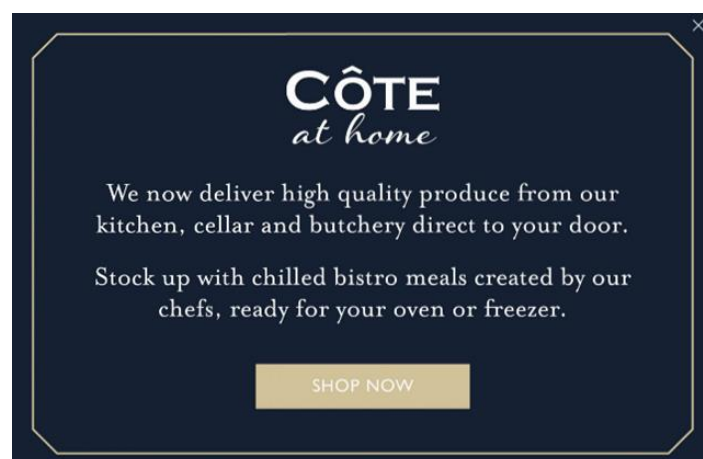 CÔTE
at home
We now deliver high quality produce from our
kitchen, cellar and butchery direct to your door.
Stock up with chilled bistro meals created by our
chefs, ready for your oven or freezer.
SHOP NOW